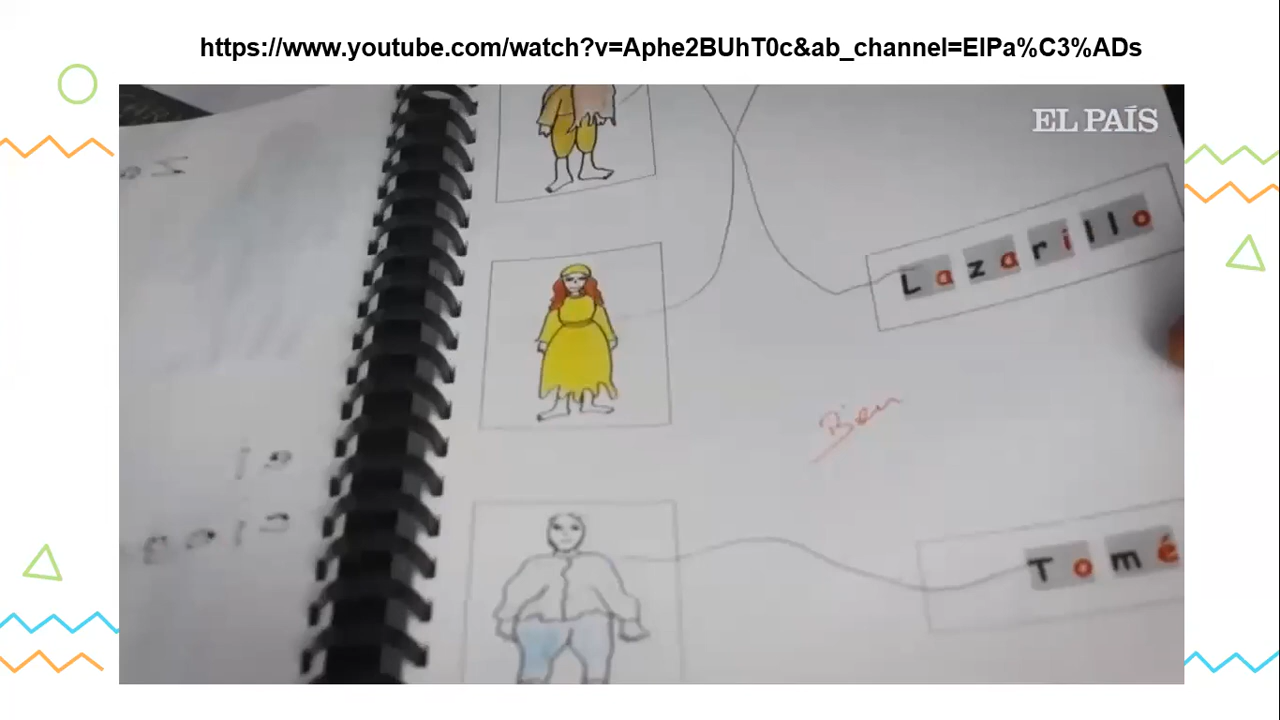 https://www.youtube.com/watch?v=Aphe2BUhT0c&ab_channel=ElPa%C3%ADs
EL PAÍS
Lazarillo
Bien
Tomé